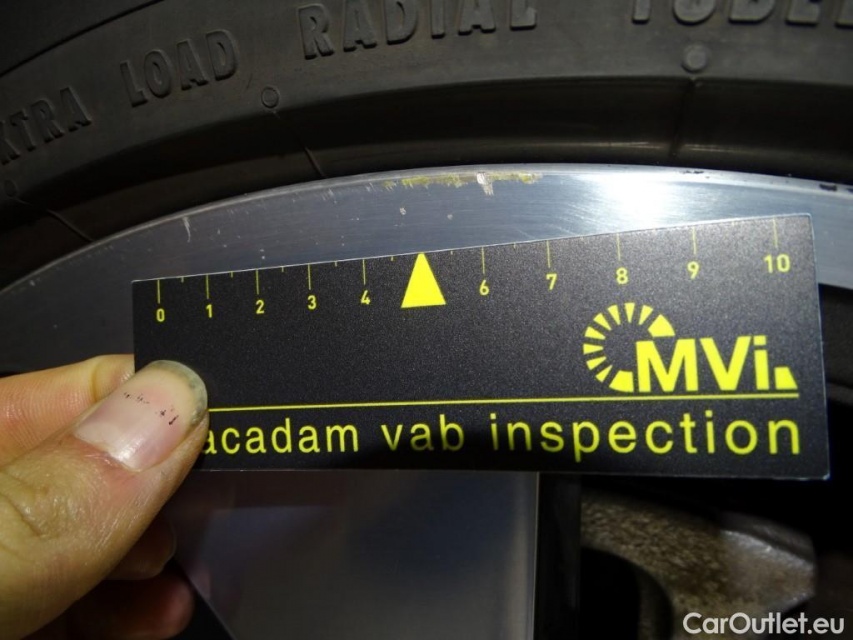 XTRA LOAD RADIAL
0 1 2 3 4 6 7 8 9 10
MVi
acadam vab inspection
CarOutlet.eu